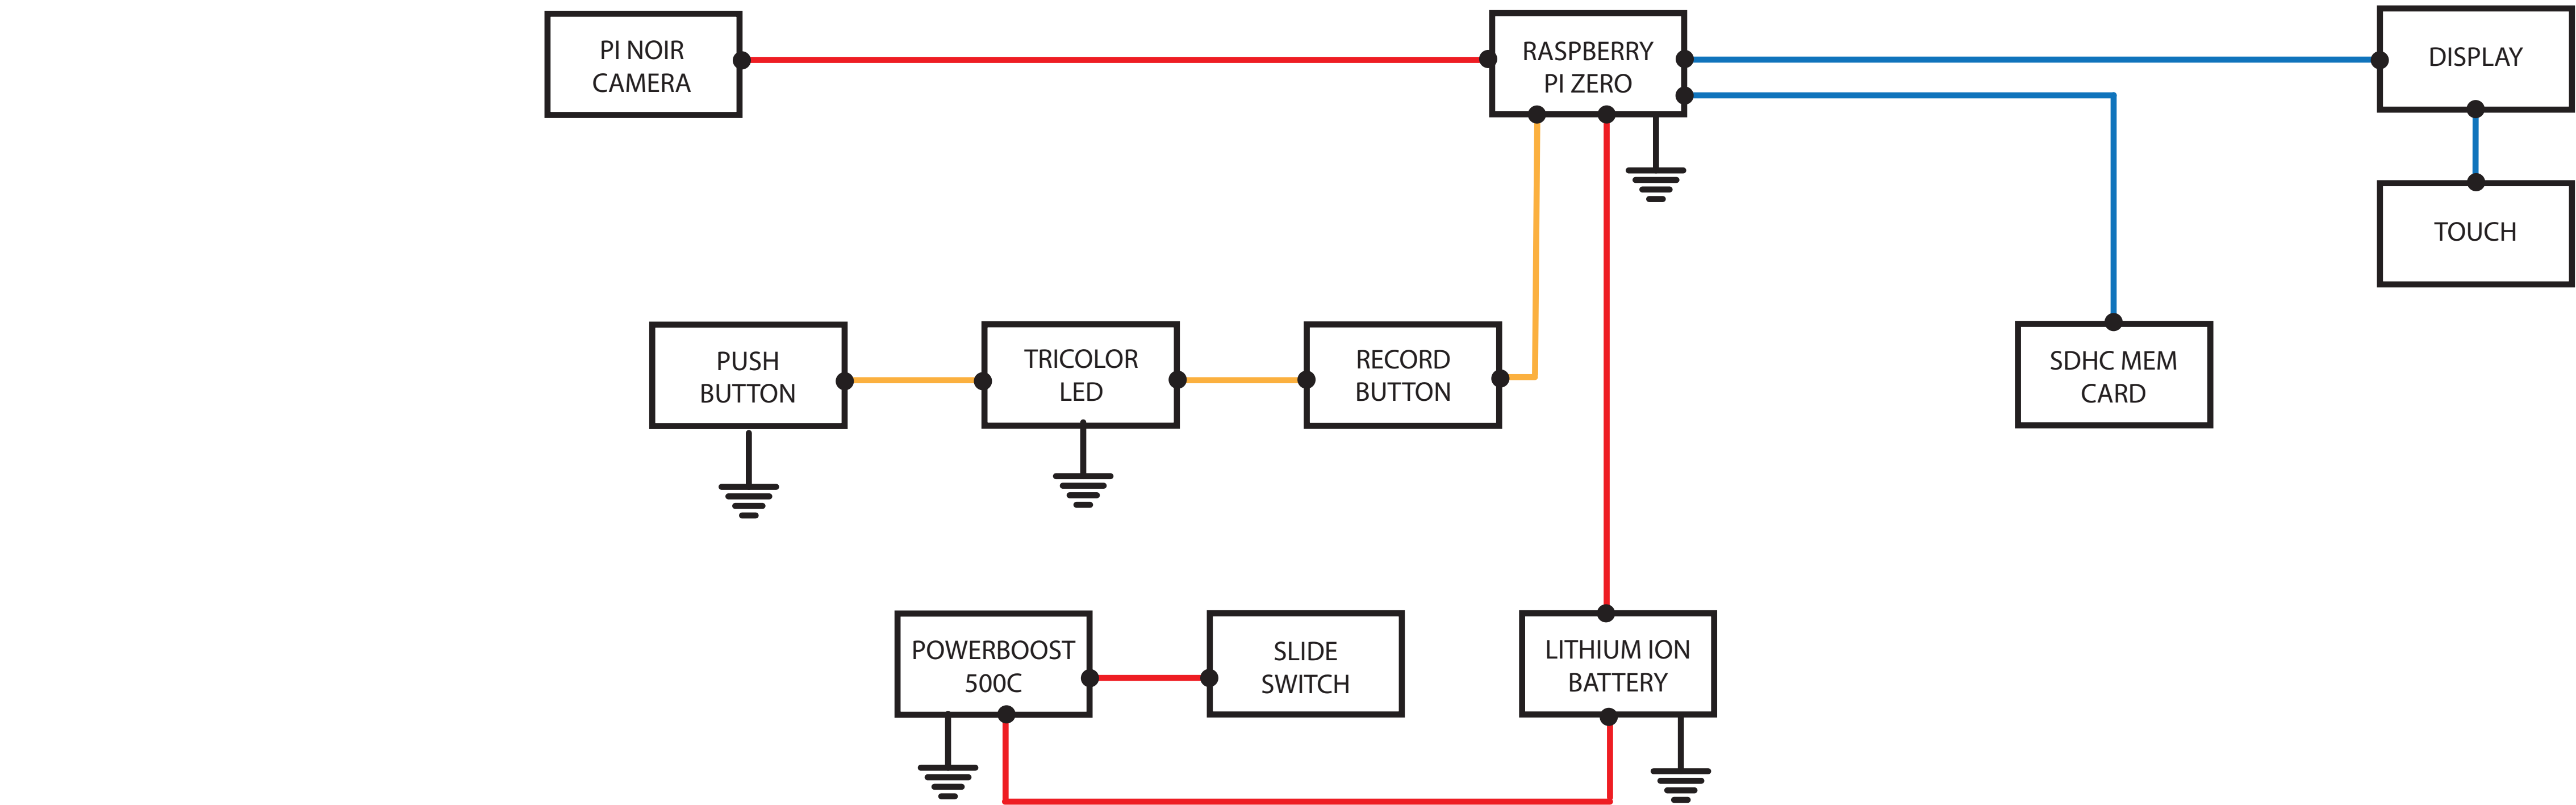 PI NOIR
CAMERA
RASPBERRY
PI ZERO
DISPLAY
TOUCH
PUSH
BUTTON
TRICOLOR
LED
RECORD
BUTTON
SDHC MEM
CARD
POWERBOOST
500C
SLIDE
SWITCH
LITHIUM ION
BATTERY